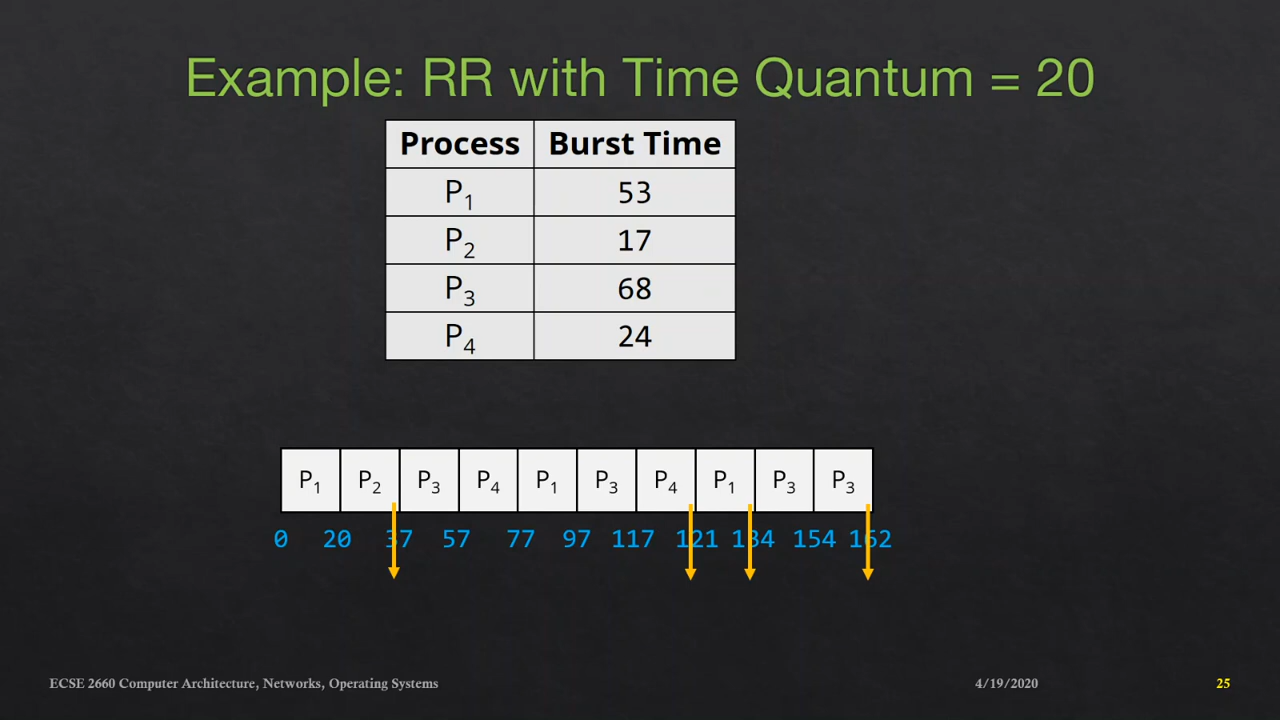 Example: RR with Time Quantum = 20
Process Burst Time
P1 53
P2 17
P3 68
P4 24
P1 P2 P3 P4 P1 P3 P4 P1 P3 P3
0 20 37 57 77 97 117 121 134 154 162
ECSE 2660 Computer Architecture, Networks, Operating Systems 4/19/2020 25